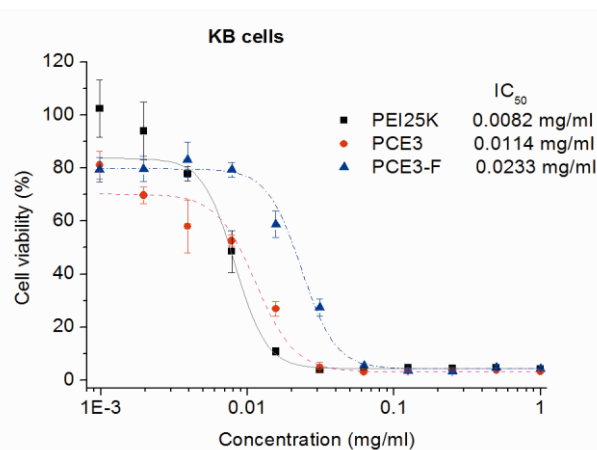 KB cells
IC50
PEI25K 0.0082 mg/ml
PCE3 0.0114 mg/ml
PCE3-F 0.0233 mg/ml
Cell viability (%)
120
100
80
60
40
20
0
1E-3 0.01 0.1 1
Concentration (mg/ml)